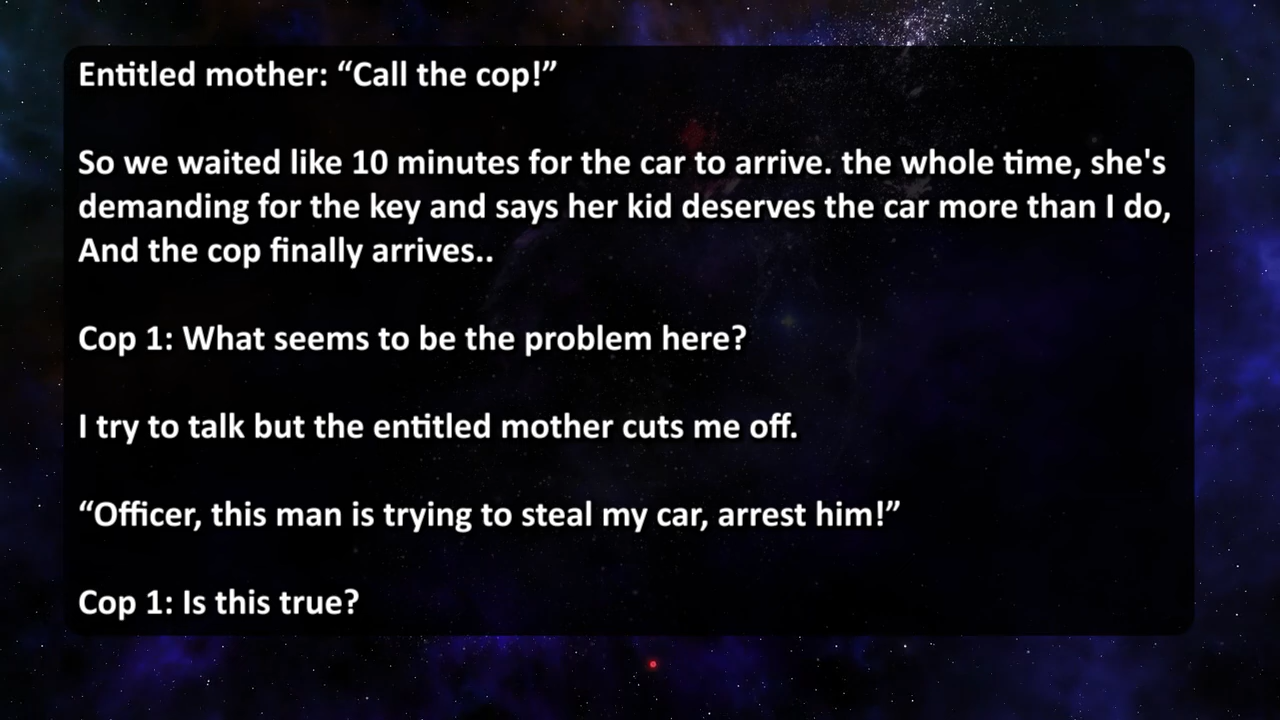 Entitled mother: “Call the cop!”
So we waited like 10 minutes for the car to arrive. the whole time, she's
demanding for the key and says her kid deserves the car more than I do,
And the cop finally arrives..
Cop 1: What seems to be the problem here?
I try to talk but the entitled mother cuts me off.
“Officer, this man is trying to steal my car, arrest him!”
Cop 1: Is this true?